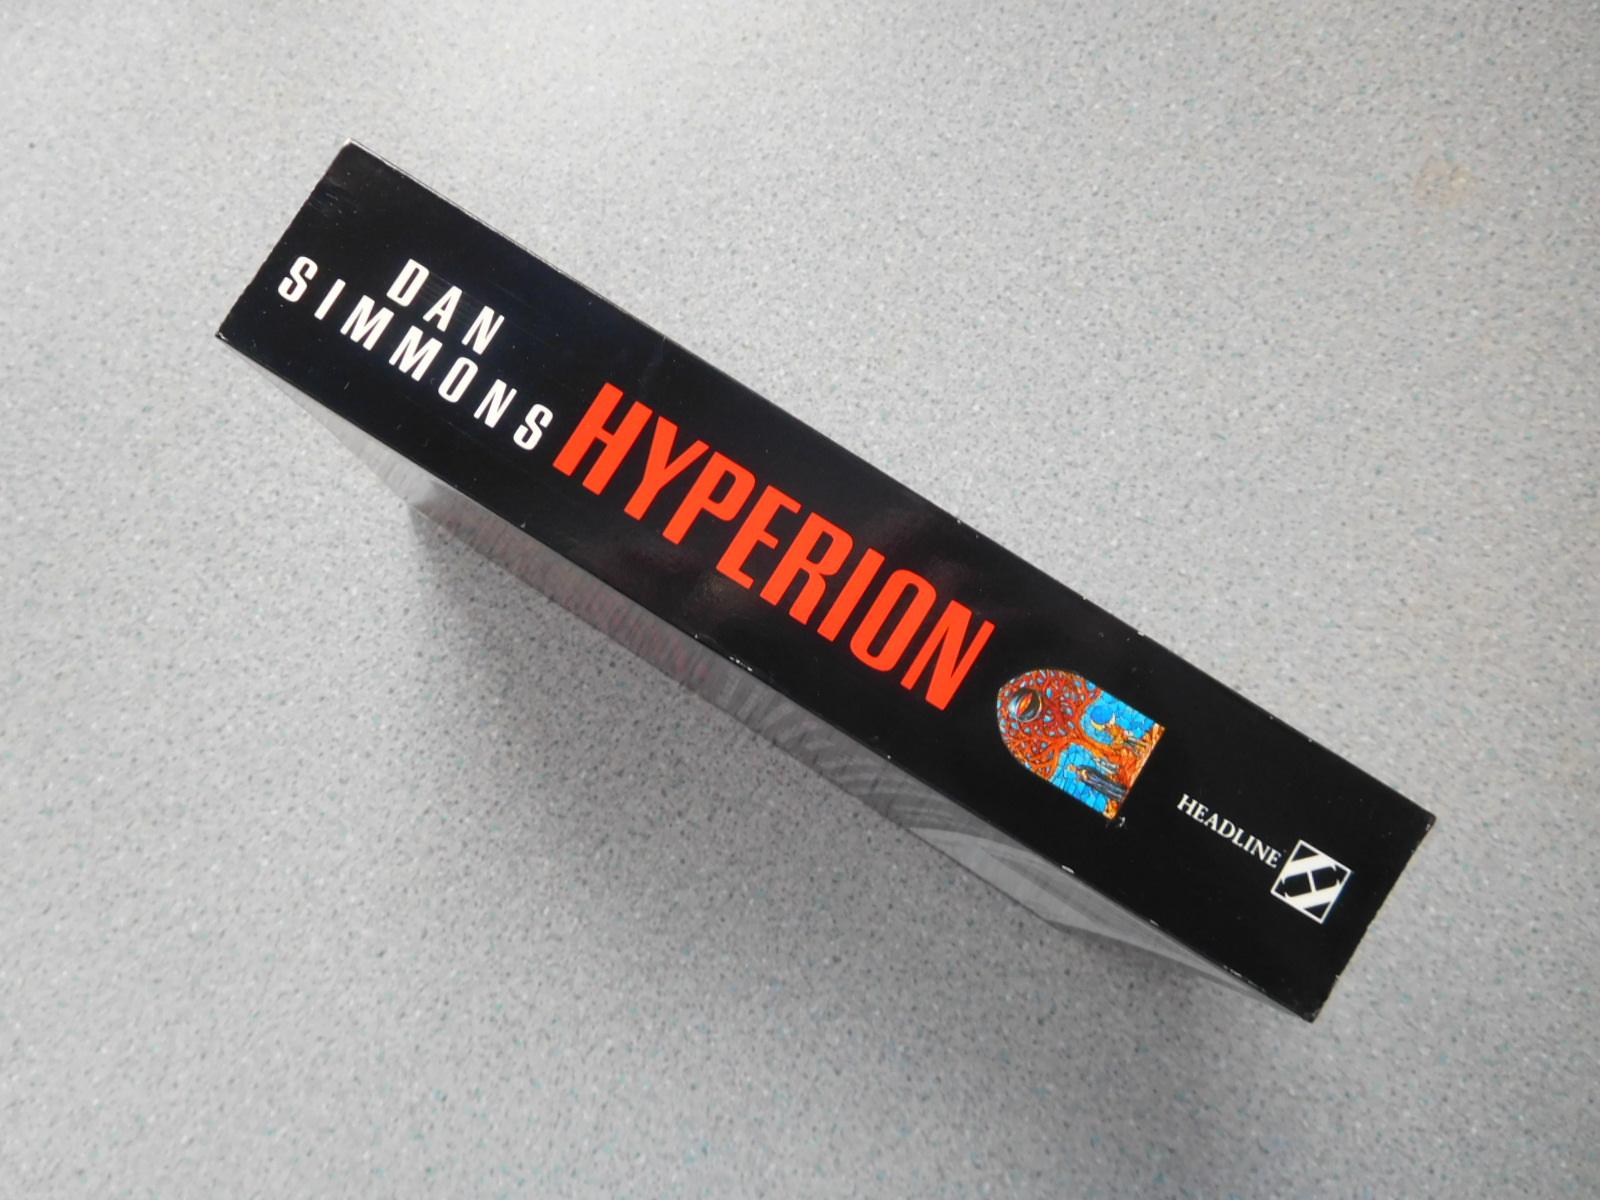 DAN
SIMMONS
HYPERION
HEADLINE